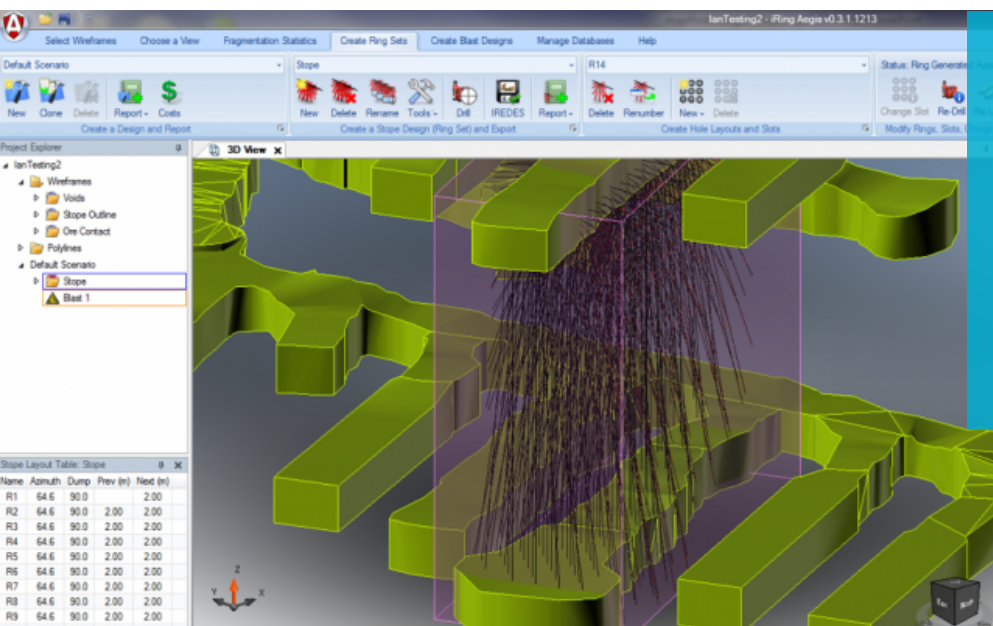 IanTesting2 - iRing Aegis v0.3.1.1213
Select Wireframes Choose a View Fragmentation Statistics Create Ring Sets Create Blast Designs Manage Databases Help
Default Scenario Stope R14 Status: Ring Generated
New Clone Delete Report Costs New Delete Rename Tools Drill IREDES Report Delete Renumber New Delete Change Slot Re-Drill
Create a Design and Report Create a Stope Design (Ring Set) and Export Create Hole Layouts and Slots Modify Rings, Slots,
Project Explorer
3D View
IanTesting2
Wireframes
Voids
Stope Outline
Ore Contact
Polylines
Default Scenario
Stope
Blast 1
Stope Layout Table: Stope
Name Azimuth Dump Prev (m) Next (m)
R1 64.6 90.0 2.00
R2 64.6 90.0 2.00 2.00
R3 64.6 90.0 2.00 2.00
R4 64.6 90.0 2.00 2.00
R5 64.6 90.0 2.00 2.00
R6 64.6 90.0 2.00 2.00
R7 64.6 90.0 2.00 2.00
R8 64.6 90.0 2.00 2.00
R9 64.6 90.0 2.00 2.00
Z
Y X